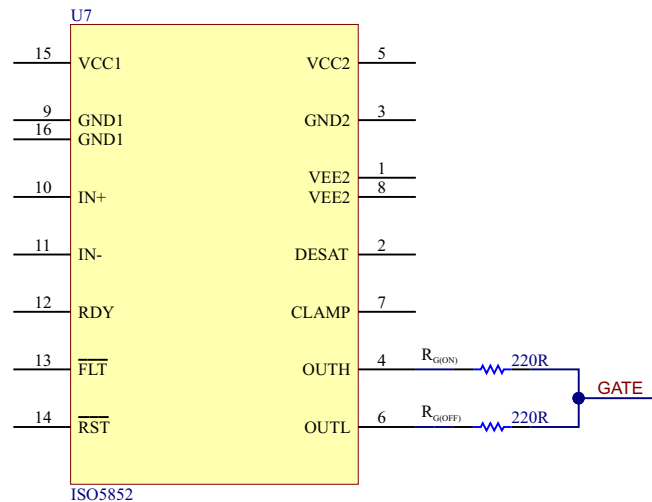 U7
15 VCC1 VCC2 5
9 GND1 GND2 3
16 GND1
VEE2 1
10 IN+ VEE2 8
11 IN- DESAT 2
12 RDY CLAMP 7
13 FLT OUTH 4 RG(ON) 220R
GATE
14 RST OUTL 6 RG(OFF) 220R
ISO5852